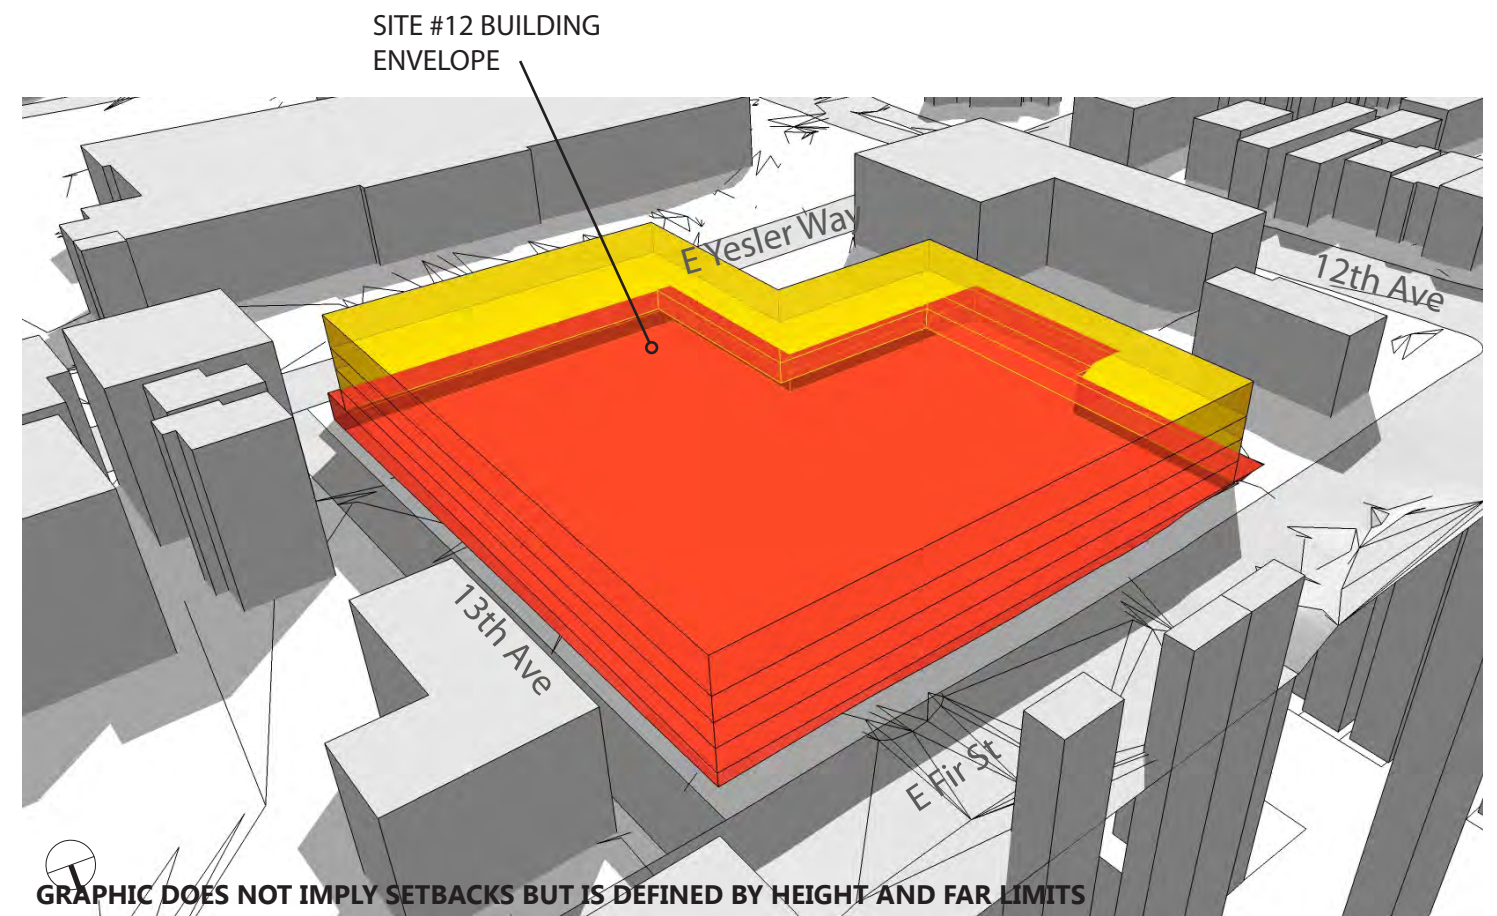 SITE #12 BUILDING
ENVELOPE
E Yesler Way
12th Ave
13th Ave
E Fir St
GRAPHIC DOES NOT IMPLY SETBACKS BUT IS DEFINED BY HEIGHT AND FAR LIMITS